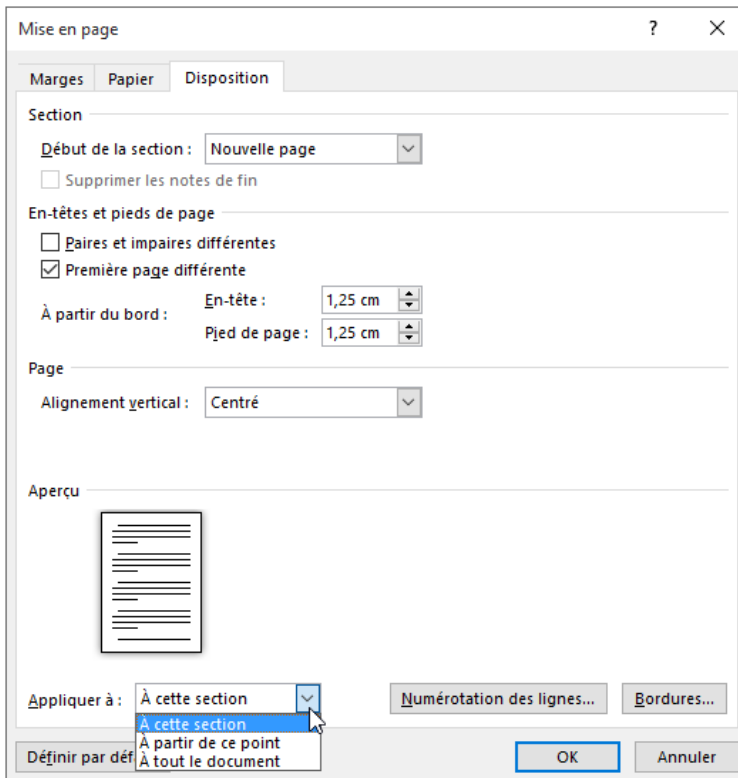 Mise en page ?
Marges Papier Disposition
Section
Début de la section : Nouvelle page
Supprimer les notes de fin
En-têtes et pieds de page
Paires et impaires différentes
Première page différente
À partir du bord :
En-tête : 1,25 cm
Pied de page : 1,25 cm
Page
Alignement vertical : Centré
Aperçu
Appliquer à : À cette section Numérotation des lignes... Bordures...
À cette section
À partir de ce point
À tout le document
Définir par déf OK Annuler